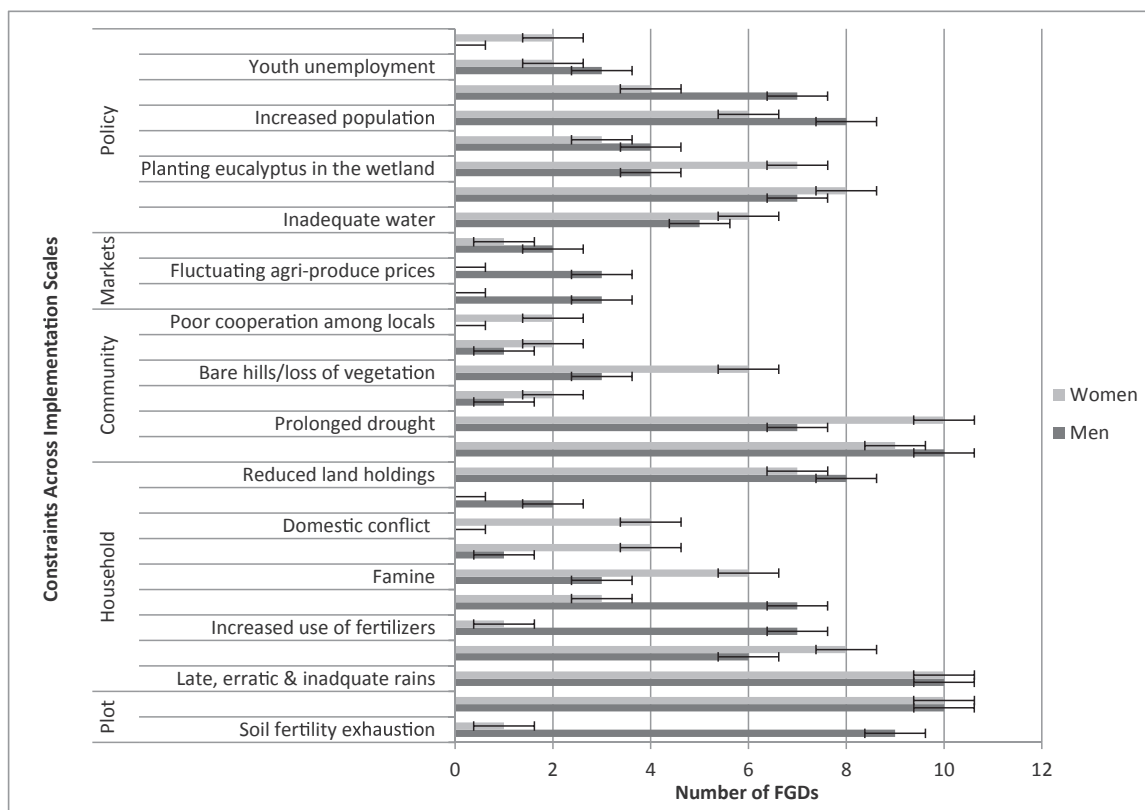 Constraints Across Implementation Scales
Policy
Youth unemployment
Increased population
Planting eucalyptus in the wetland
Inadequate water
Markets
Fluctuating agri-produce prices
Community
Poor cooperation among locals
Bare hills/loss of vegetation
Prolonged drought
Household
Reduced land holdings
Domestic conflict
Famine
Increased use of fertilizers
Late, erratic & inadquate rains
Plot
Soil fertility exhaustion
Women
Men
0 2 4 6 8 10 12
Number of FGDs